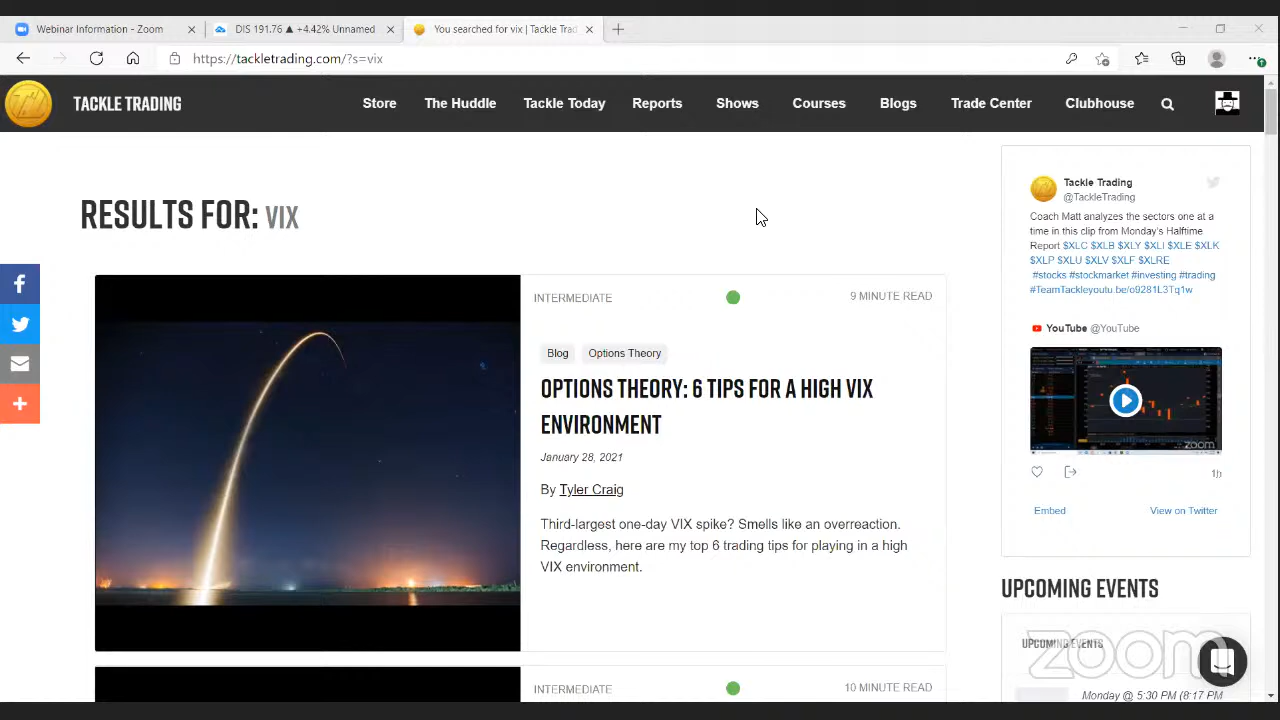 Webinar Information - Zoom
DIS 191.76 ▲ +4.42% Unnamed
You searched for vix | Tackle Trad
https://tackletrading.com/?s=vix
TACKLE TRADING
Store
The Huddle
Tackle Today
Reports
Shows
Courses
Blogs
Trade Center
Clubhouse
RESULTS FOR: VIX
INTERMEDIATE
9 MINUTE READ
Blog
Options Theory
OPTIONS THEORY: 6 TIPS FOR A HIGH VIX
ENVIRONMENT
January 28, 2021
By Tyler Craig
Third-largest one-day VIX spike? Smells like an overreaction.
Regardless, here are my top 6 trading tips for playing in a high
VIX environment.
INTERMEDIATE
10 MINUTE READ
Tackle Trading
@TackleTrading
Coach Matt analyzes the sectors one at a
time in this clip from Monday's Halftime
Report $XLC $XLB $XLY $XLI $XLE $XLK
$XLP $XLU $XLV $XLF $XLRE
#stocks #stockmarket #investing #trading
#TeamTackleyoutu.be/o9281L3Tq1w
YouTube @YouTube
zoom
1h
Embed
View on Twitter
UPCOMING EVENTS
UPCOMING EVENTS
zoom
Monday @ 5:30 PM (8:17 PM